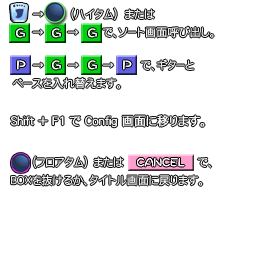 →(ハイタム) または
G→G→Gで、ソート画面呼び出し。
P→G→G→Pで、ギターと
ベースを入れ替えます。
Shift + F1 で Config 画面に移ります。
(フロアタム) または CANCEL で、
BOXを抜けるか、タイトル画面に戻ります。